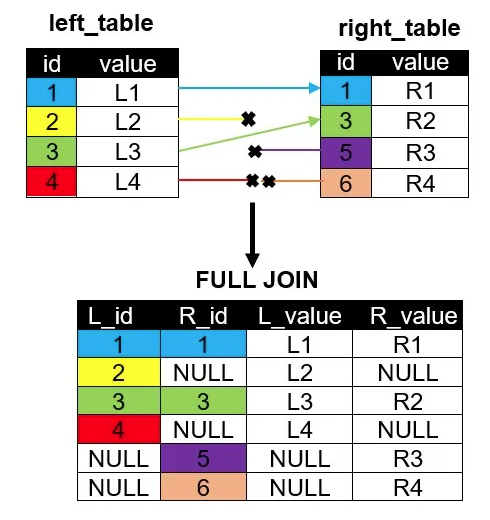 left_table right_table
id value id value
1 L1 1 R1
2 L2 3 R2
3 L3 5 R3
4 L4 6 R4
FULL JOIN
L_id R_id L_value R_value
1 1 L1 R1
2 NULL L2 NULL
3 3 L3 R2
4 NULL L4 NULL
NULL 5 NULL R3
NULL 6 NULL R4